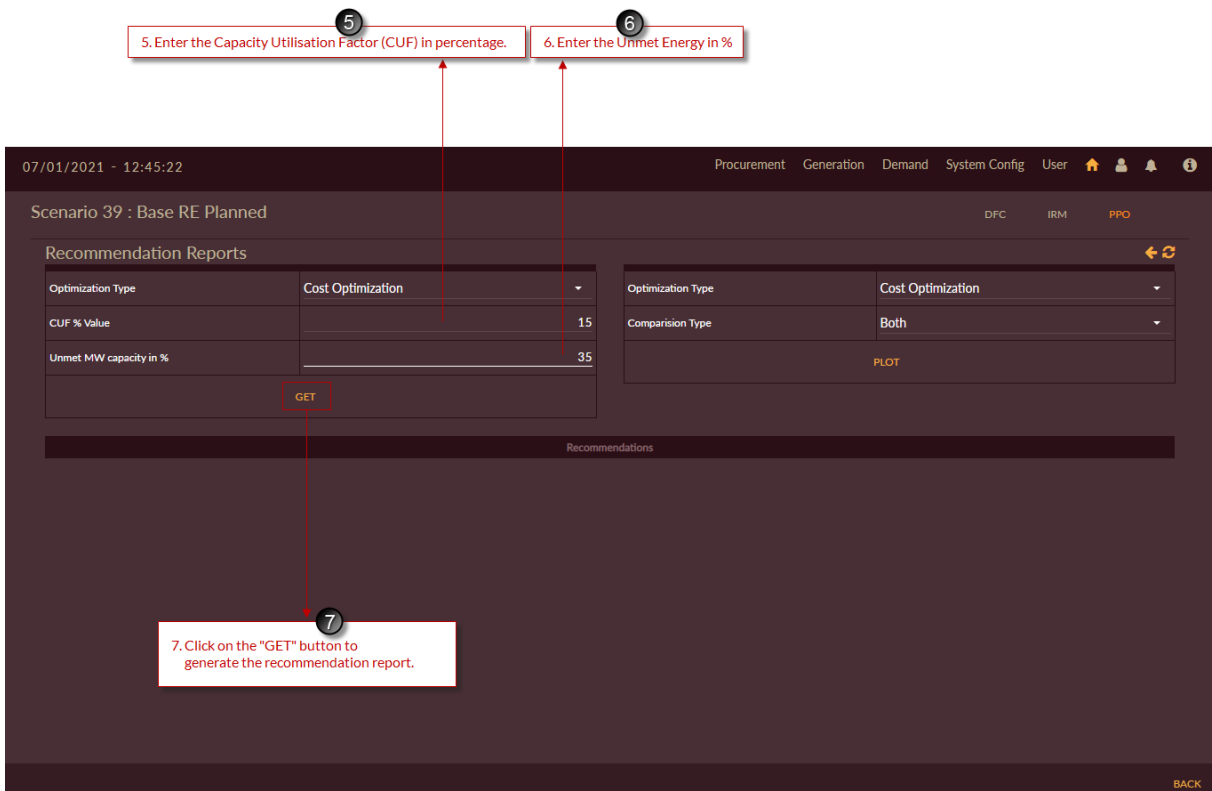 5
6
5. Enter the Capacity Utilisation Factor (CUF) in percentage.
6. Enter the Unmet Energy in %
07/01/2021 - 12:45:22
Procurement Generation Demand System Config User
Scenario 39 : Base RE Planned
DFC IRM PPO
Recommendation Reports
Optimization Type Cost Optimization
CUF % Value 15
Unmet MW capacity in % 35
GET
Optimization Type Cost Optimization
Comparision Type Both
PLOT
Recommendations
7
7. Click on the "GET" button to
generate the recommendation report.
BACK